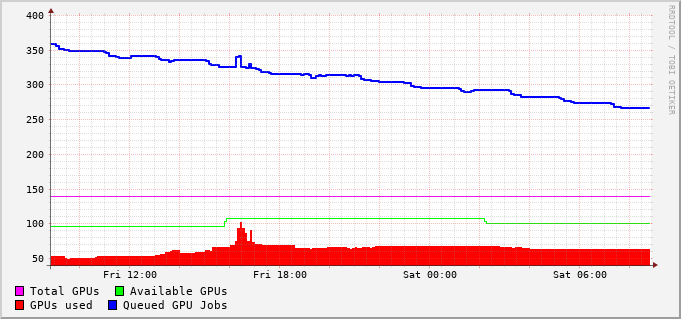 400
350
300
250
200
150
100
50
Fri 12:00 Fri 18:00 Sat 00:00 Sat 06:00
Total GPUs Available GPUs
GPUs used Queued GPU Jobs
RRDTOOL / TOBI OETIKER